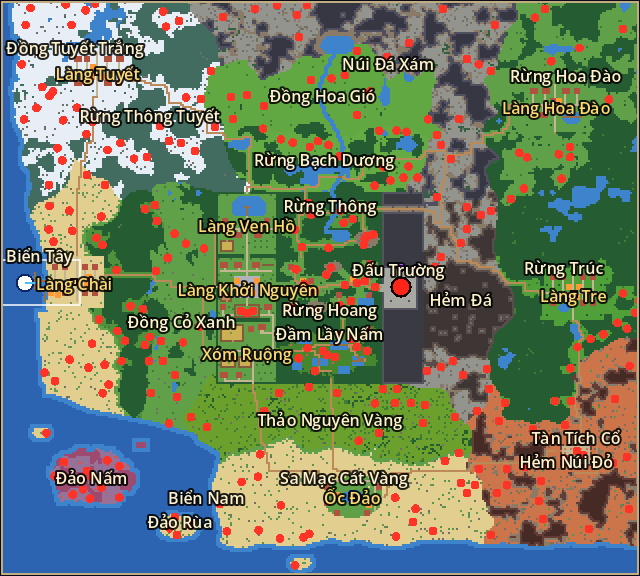 Đồng Tuyết Trắng
Núi Đá Xám
Làng Tuyết
Rừng Hoa Đào
Đồng Hoa Gió
Làng Hoa Đào
Rừng Thông Tuyết
Rừng Bạch Dương
Rừng Thông
Làng Ven Hồ
Biển Tây
Đấu Trường
Rừng Trúc
Làng Chài
Làng Khởi Nguyên
Hẻm Đá
Làng Tre
Rừng Hoang
Đồng Cỏ Xanh
Đầm Lầy Nấm
Xóm Ruộng
Thảo Nguyên Vàng
Tàn Tích Cổ
Hẻm Núi Đỏ
Đảo Nấm
Sa Mạc Cát Vàng
Biển Nam
Ốc Đảo
Đảo Rùa